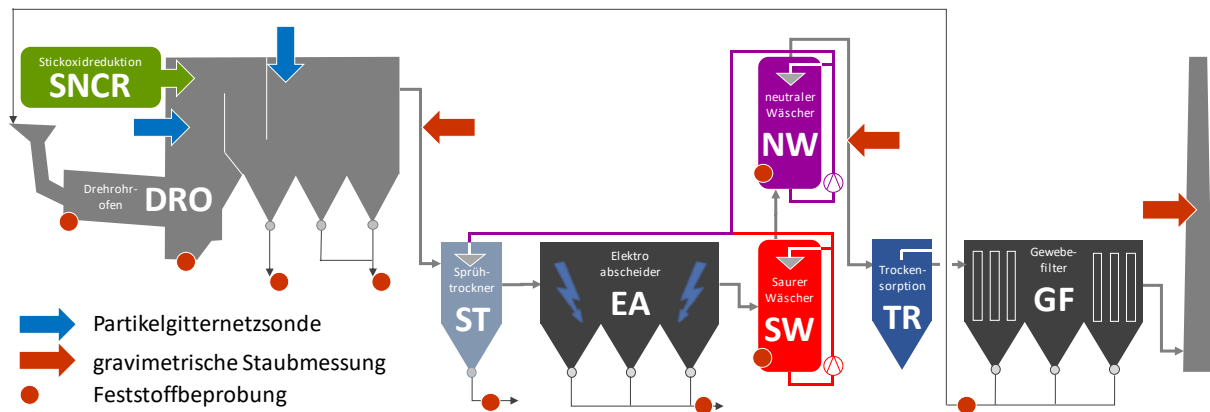 Stickoxidreduktion
SNCR
Drehrohr-
ofen
DRO
neutraler
Wäscher
NW
Sprüh-
trockner
ST
Elektro
abscheider
EA
Saurer
Wäscher
SW
Trocken-
sorption
TR
Gewebe-
filter
GF
Partikelgitternetzsonde
gravimetrische Staubmessung
Feststoffbeprobung